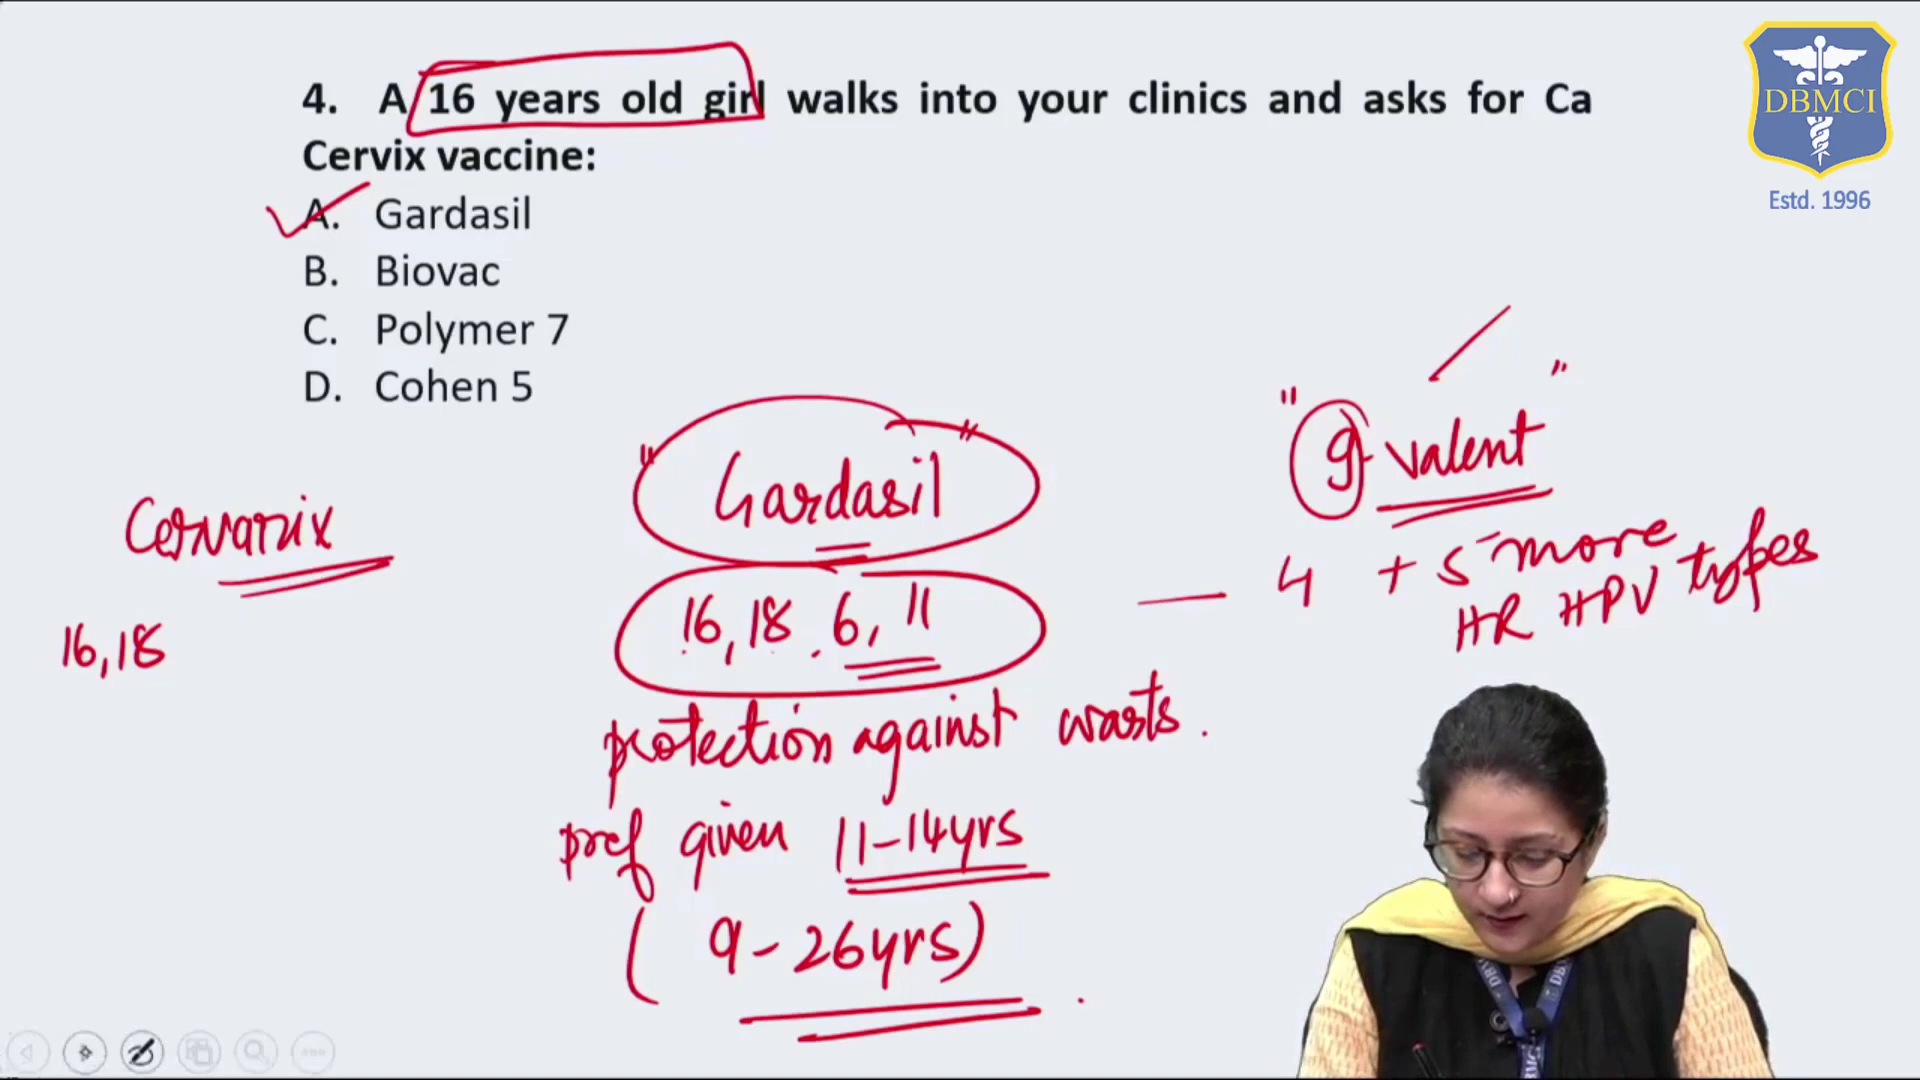 4. A 16 years old girl walks into your clinics and asks for Ca
Cervix vaccine:
A. Gardasil
B. Biovac
C. Polymer 7
D. Cohen 5
DBMCI
Estd. 1996
"Gardasil"
"9-valent"
Cervarix
16,18
16, 18, 6, 11
— 4 + 5 more
HR HPV types
protection against warts.
pref given 11-14yrs
(9-26yrs)